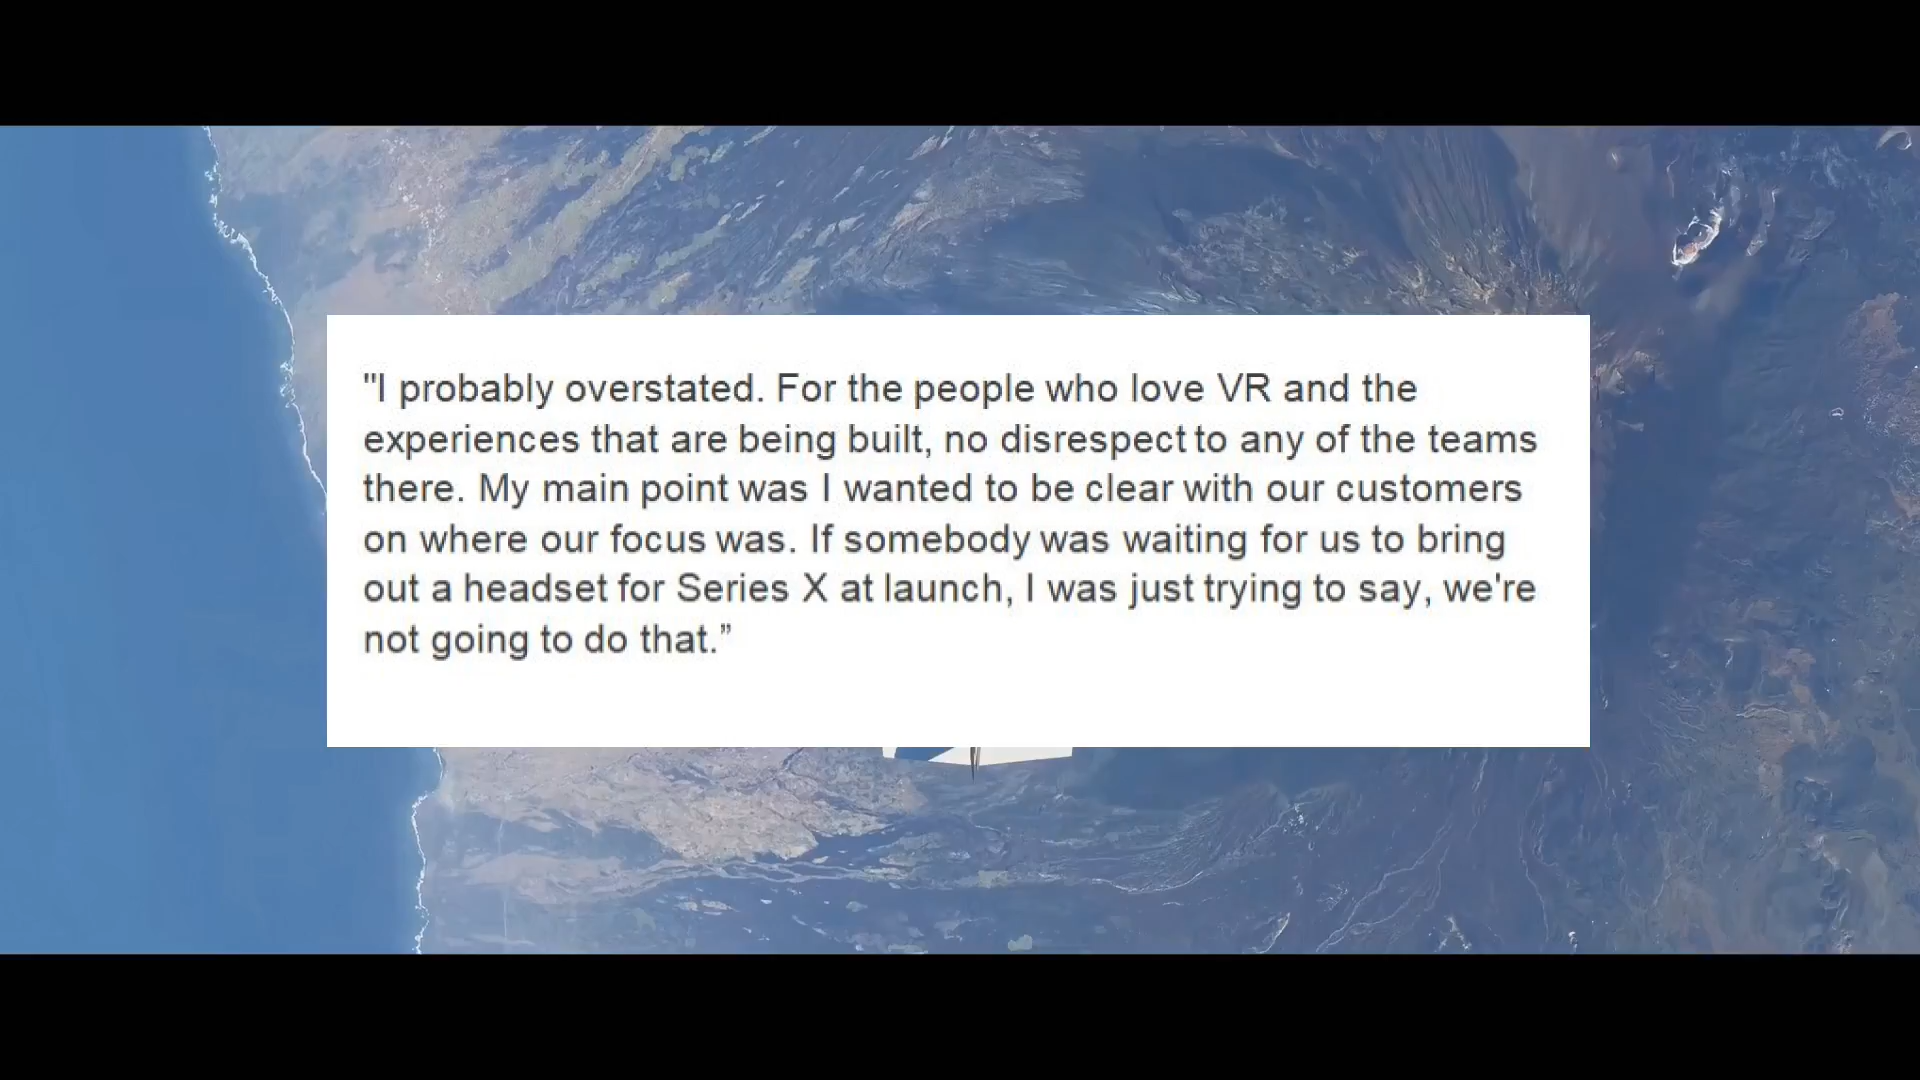 "I probably overstated. For the people who love VR and the
experiences that are being built, no disrespect to any of the teams
there. My main point was I wanted to be clear with our customers
on where our focus was. If somebody was waiting for us to bring
out a headset for Series X at launch, I was just trying to say, we're
not going to do that.”